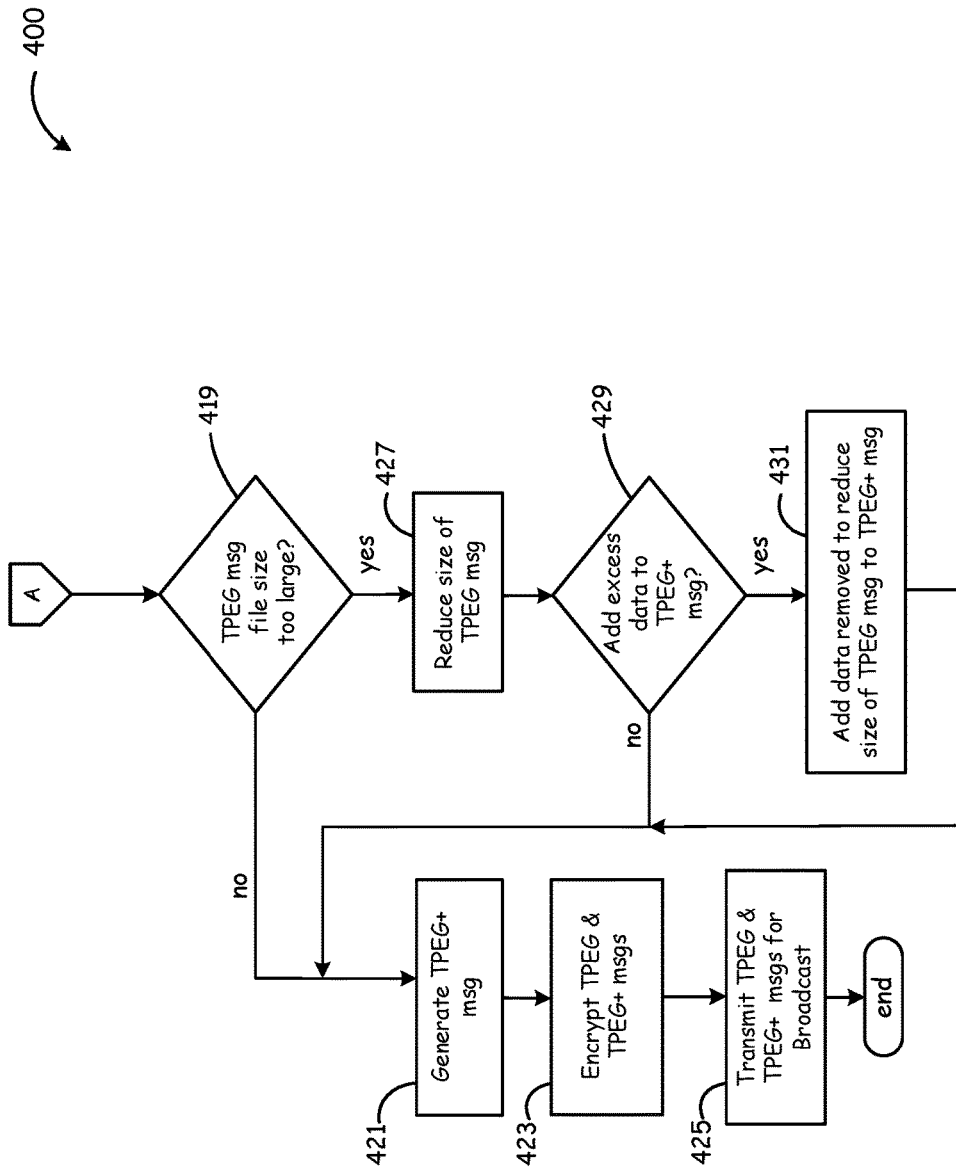 400
A
419
TPEG msg
file size
too large?
no
yes
427
Reduce size of
TPEG msg
429
Add excess
data to
TPEG+
msg?
no
yes
431
Add data removed to reduce
size of TPEG msg to TPEG+ msg
421
Generate TPEG+
msg
423
Encrypt TPEG &
TPEG+ msgs
425
Transmit TPEG &
TPEG+ msgs for
Broadcast
end